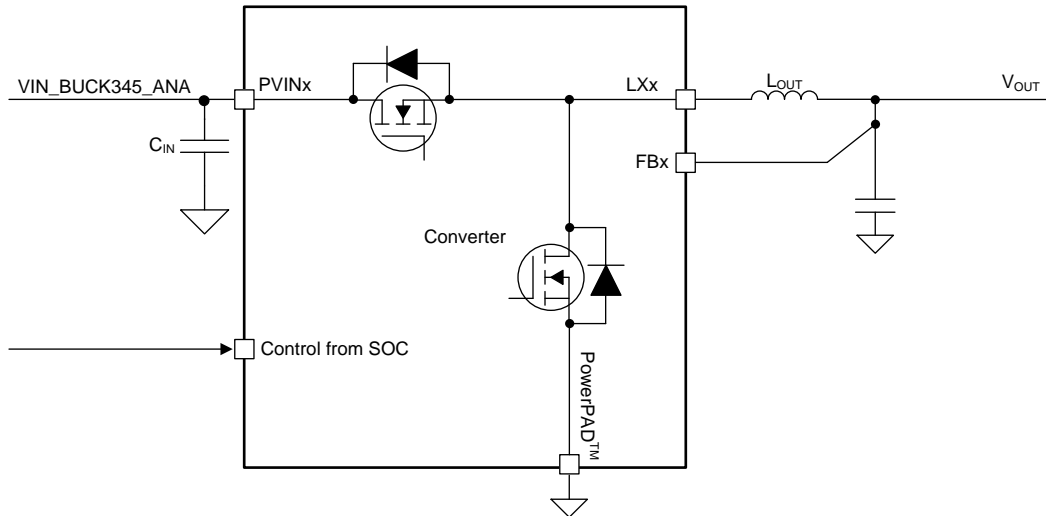 VIN_BUCK345_ANA
PVINx
LXx
LOUT
VOUT
CIN
FBx
Converter
Control from SOC
PowerPAD™